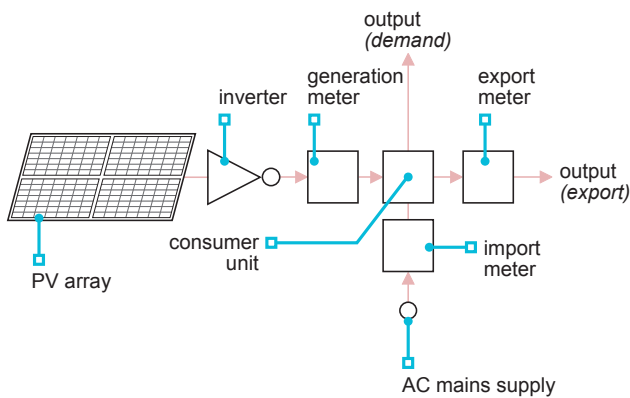 output
(demand)
inverter
generation
meter
export
meter
output
(export)
consumer
unit
import
meter
PV array
AC mains supply